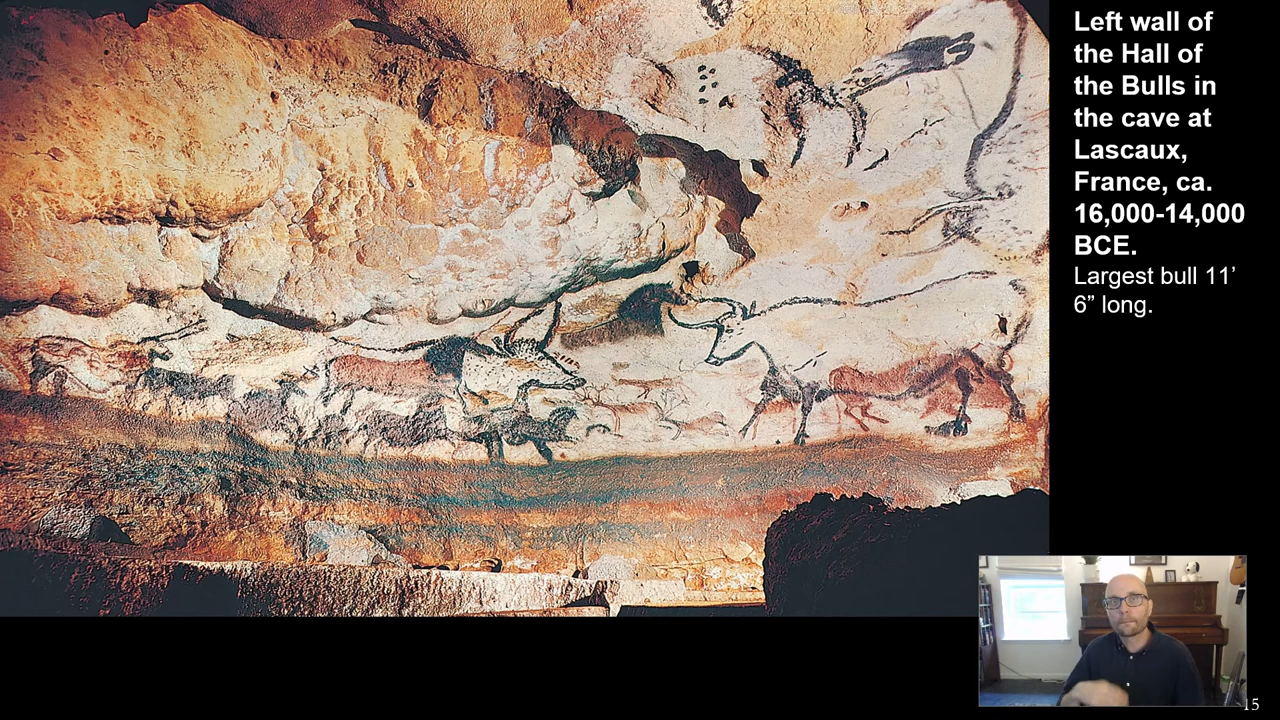 Left wall of
the Hall of
the Bulls in
the cave at
Lascaux,
France, ca.
16,000-14,000
BCE.
Largest bull 11’
6” long.
15